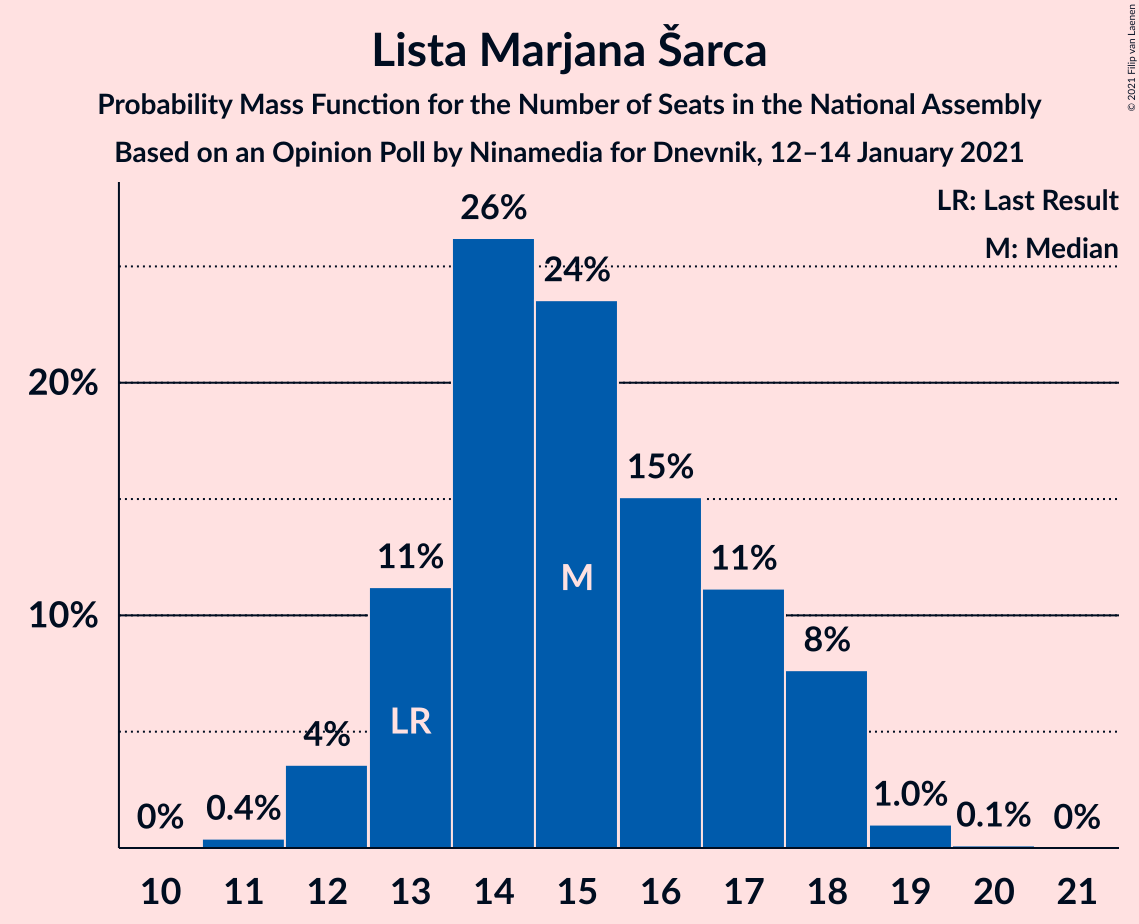 Lista Marjana Šarca
Probability Mass Function for the Number of Seats in the National Assembly
Based on an Opinion Poll by Ninamedia for Dnevnik, 12–14 January 2021
© 2021 Filip van Laenen
LR: Last Result
M: Median
20%
10%
0%
0.4%
4%
11%
26%
24%
15%
11%
8%
1.0%
0.1%
0%
LR
M
10 11 12 13 14 15 16 17 18 19 20 21